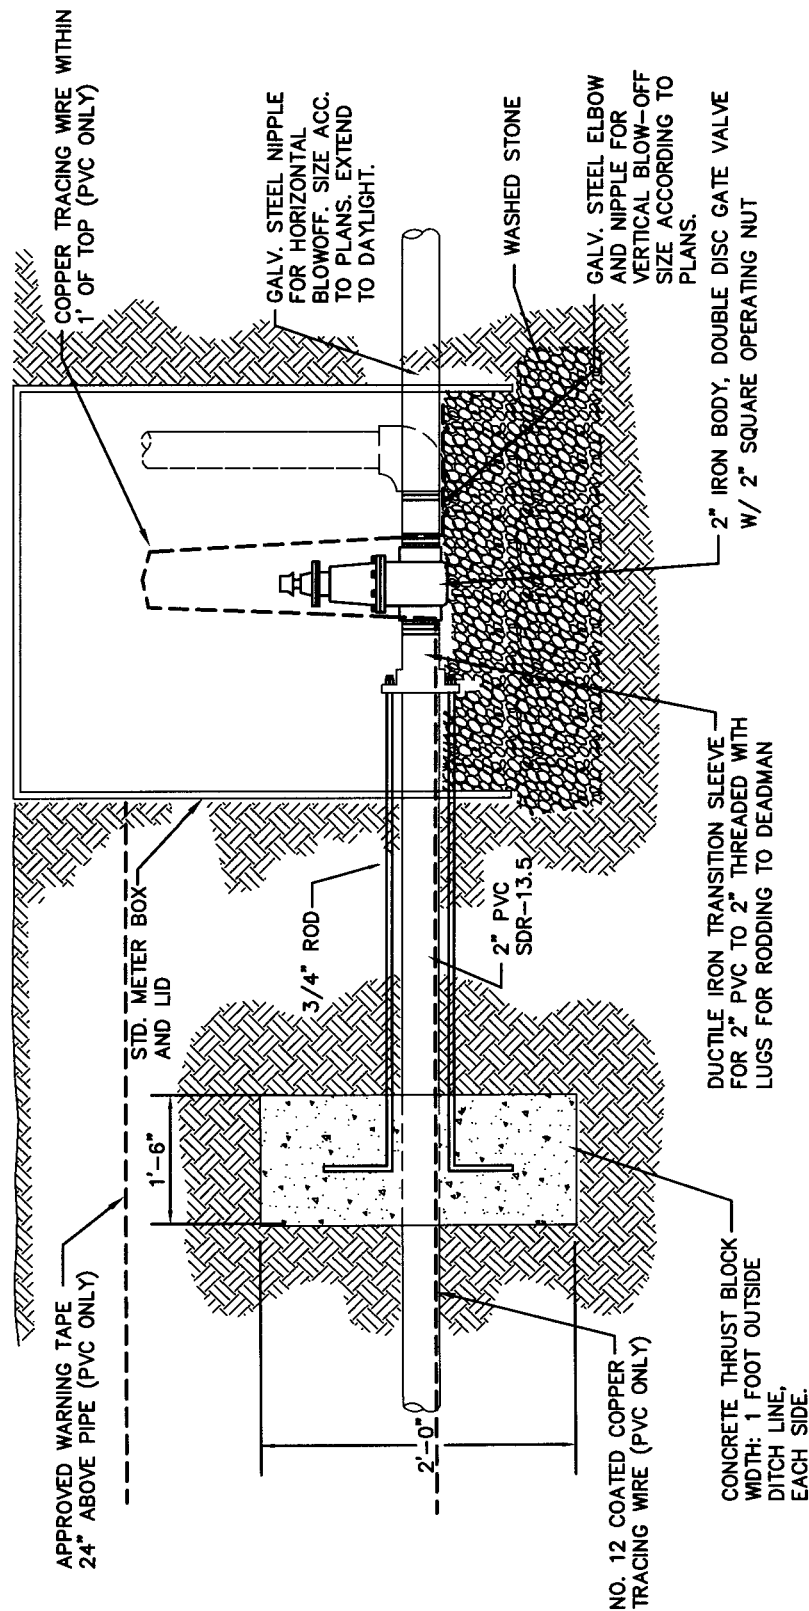 APPROVED WARNING TAPE
24" ABOVE PIPE (PVC ONLY)
1'-6"
STD. METER BOX
AND LID
COPPER TRACING WIRE WITHIN
1' OF TOP (PVC ONLY)
3/4" ROD
GALV. STEEL NIPPLE
FOR HORIZONTAL
BLOWOFF. SIZE ACC.
TO PLANS. EXTEND
TO DAYLIGHT.
2'-0"
2" PVC
SDR-13.5
WASHED STONE
GALV. STEEL ELBOW
AND NIPPLE FOR
VERTICAL BLOW-OFF
SIZE ACCORDING TO
PLANS.
NO. 12 COATED COPPER
TRACING WIRE (PVC ONLY)
CONCRETE THRUST BLOCK
WIDTH: 1 FOOT OUTSIDE
DITCH LINE,
EACH SIDE.
DUCTILE IRON TRANSITION SLEEVE
FOR 2" PVC TO 2" THREADED WITH
LUGS FOR RODDING TO DEADMAN
2" IRON BODY, DOUBLE DISC GATE VALVE
W/ 2" SQUARE OPERATING NUT